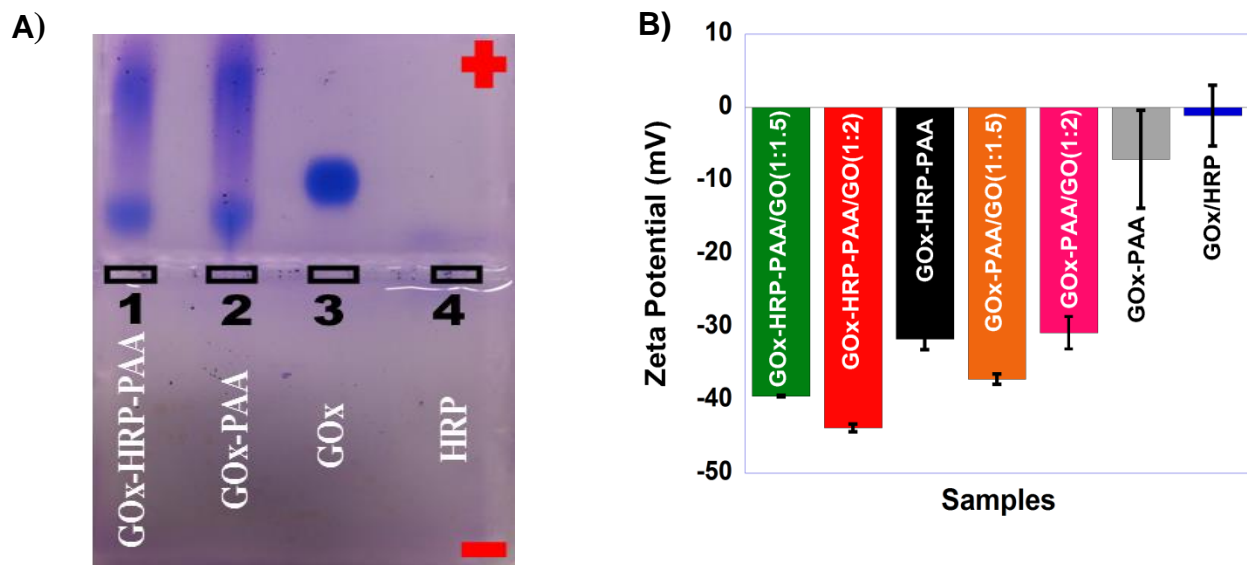 A)
+
1
2
3
4
GOx-HRP-PAA
GOx-PAA
GOx
HRP
B)
Zeta Potential (mV)
10
0
-10
-20
-30
-40
-50
GOx-HRP-PAA/GO(1:1.5)
GOx-HRP-PAA/GO(1:2)
GOx-HRP-PAA
GOx-PAA/GO(1:1.5)
GOx-PAA/GO(1:2)
GOx-PAA
GOx/HRP
Samples